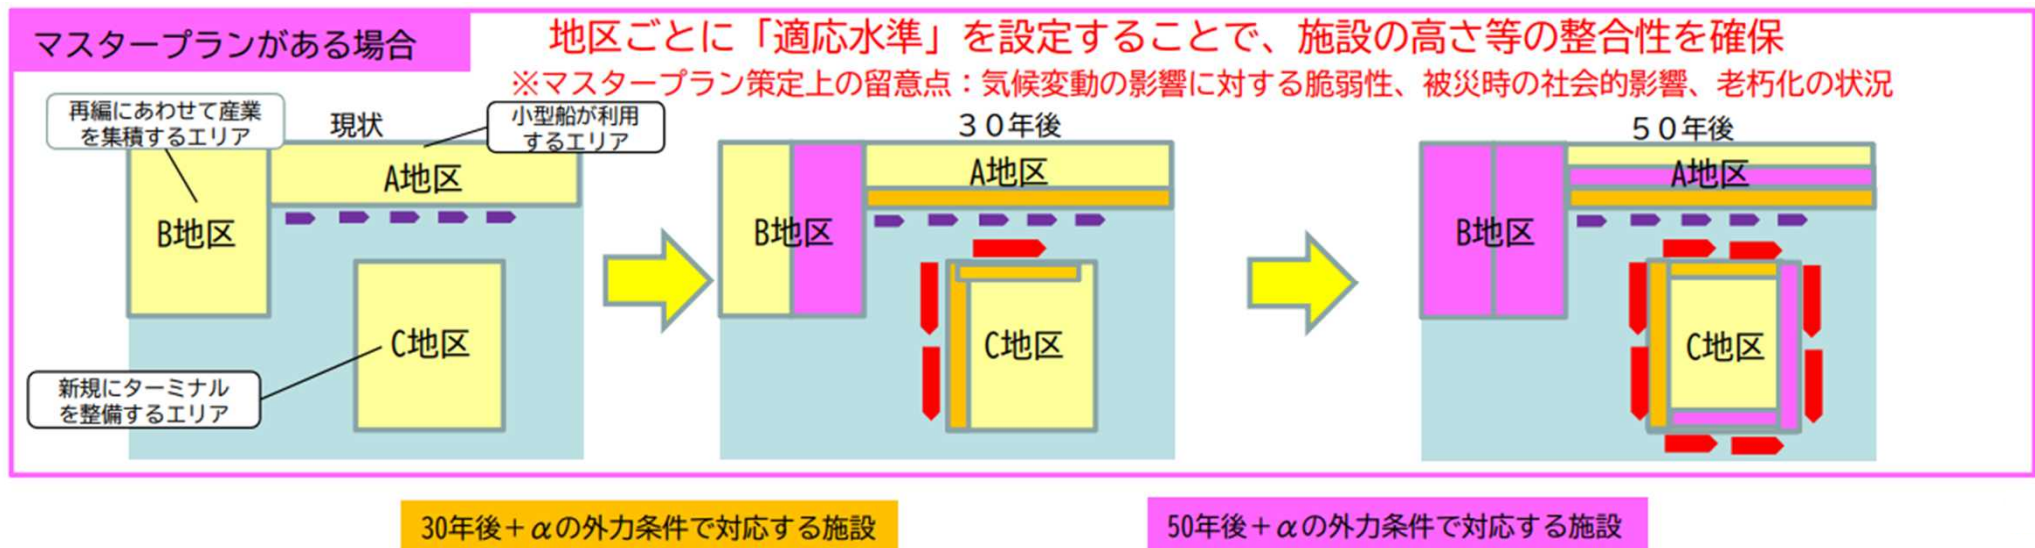 マスタープランがある場合
地区ごとに「適応水準」を設定することで、施設の高さ等の整合性を確保
※マスタープラン策定上の留意点：気候変動の影響に対する脆弱性、被災時の社会的影響、老朽化の状況
再編にあわせて産業
を集積するエリア
現状
小型船が利用
するエリア
A地区
B地区
C地区
新規にターミナル
を整備するエリア
３０年後
A地区
B地区
C地区
５０年後
A地区
B地区
C地区
30年後＋αの外力条件で対応する施設
50年後＋αの外力条件で対応する施設